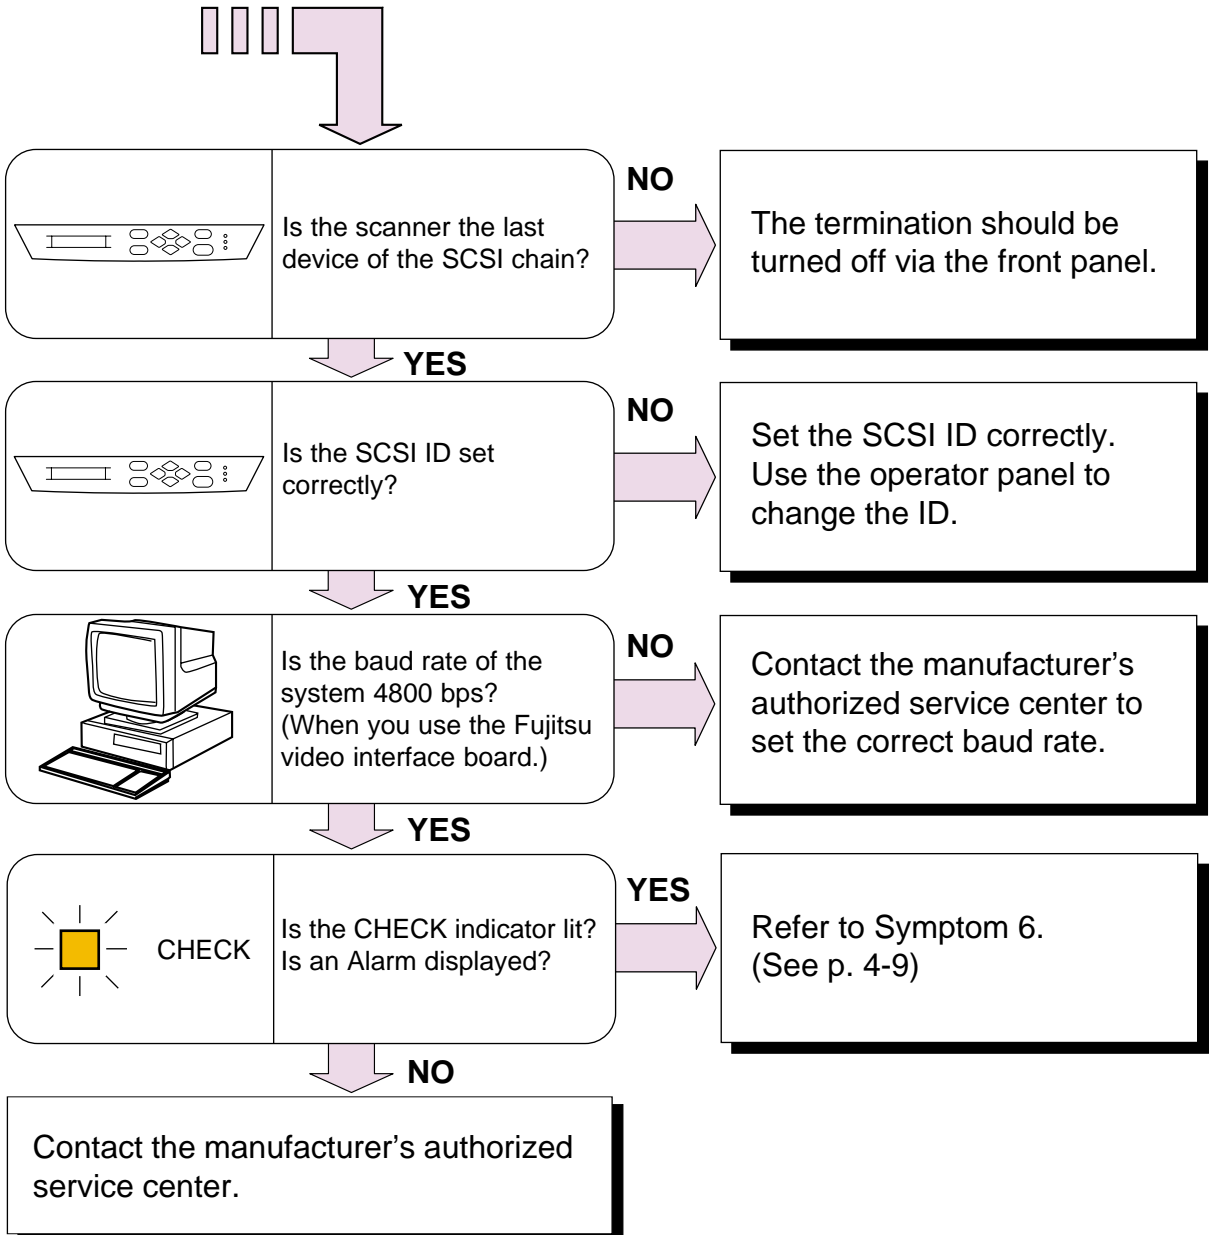 Is the scanner the last
device of the SCSI chain?
NO
The termination should be
turned off via the front panel.
YES
Is the SCSI ID set
correctly?
NO
Set the SCSI ID correctly.
Use the operator panel to
change the ID.
YES
Is the baud rate of the
system 4800 bps?
(When you use the Fujitsu
video interface board.)
NO
Contact the manufacturer’s
authorized service center to
set the correct baud rate.
YES
CHECK
Is the CHECK indicator lit?
Is an Alarm displayed?
YES
Refer to Symptom 6.
(See p. 4-9)
NO
Contact the manufacturer’s authorized
service center.